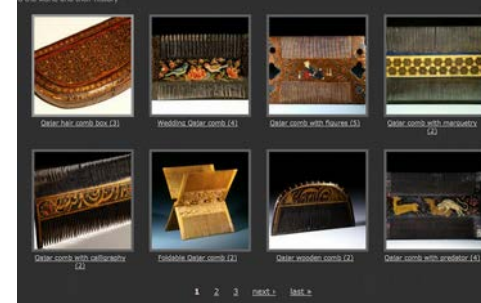 Qajar hair comb box (3)
Wedding Qajar comb (4)
Qajar comb with figures (5)
Qajar comb with marquetry
(2)
Qajar comb with calligraphy
(2)
Foldable Qajar comb (2)
Qajar wooden comb (2)
Qajar comb with predator (4)
1 2 3 next › last »